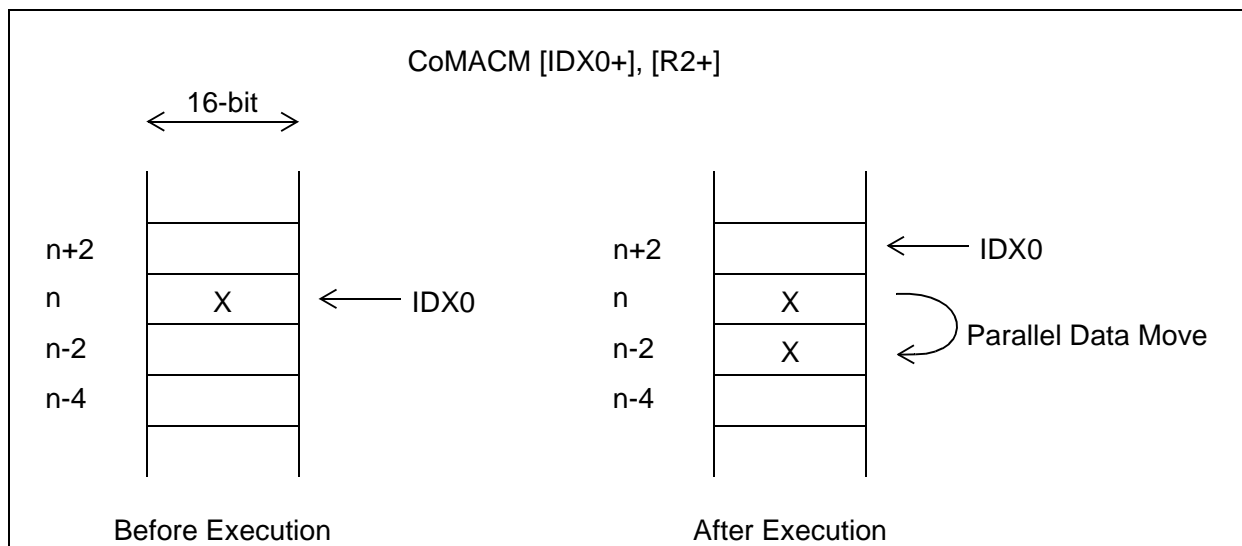 CoMACM [IDX0+], [R2+]
16-bit
n+2
n X IDX0
n-2
n-4
Before Execution
n+2 IDX0
n X
n-2 X Parallel Data Move
n-4
After Execution